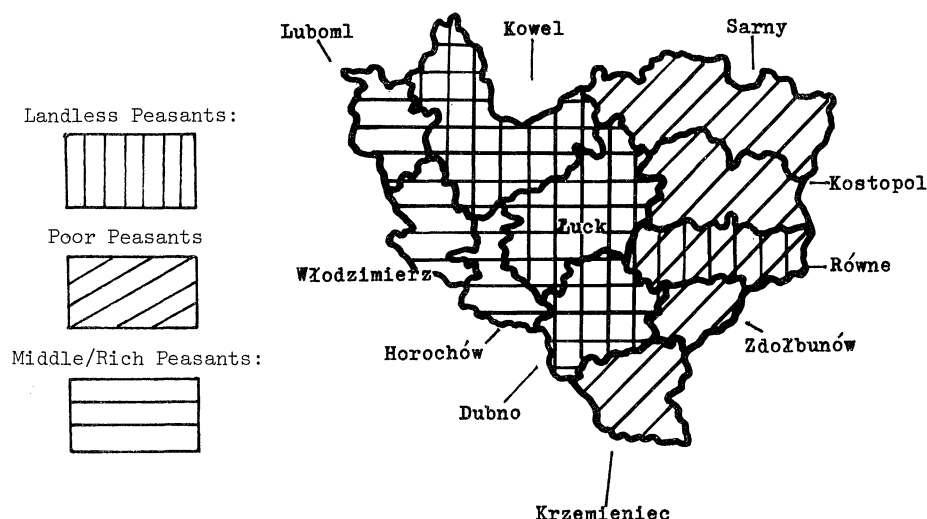 Luboml
Kowel
Sarny
Landless Peasants:
Kostopol
Poor Peasants
Łuck
Włodzimierz
Równe
Horochów
Zdołbunów
Middle/Rich Peasants:
Dubno
Krzemieniec